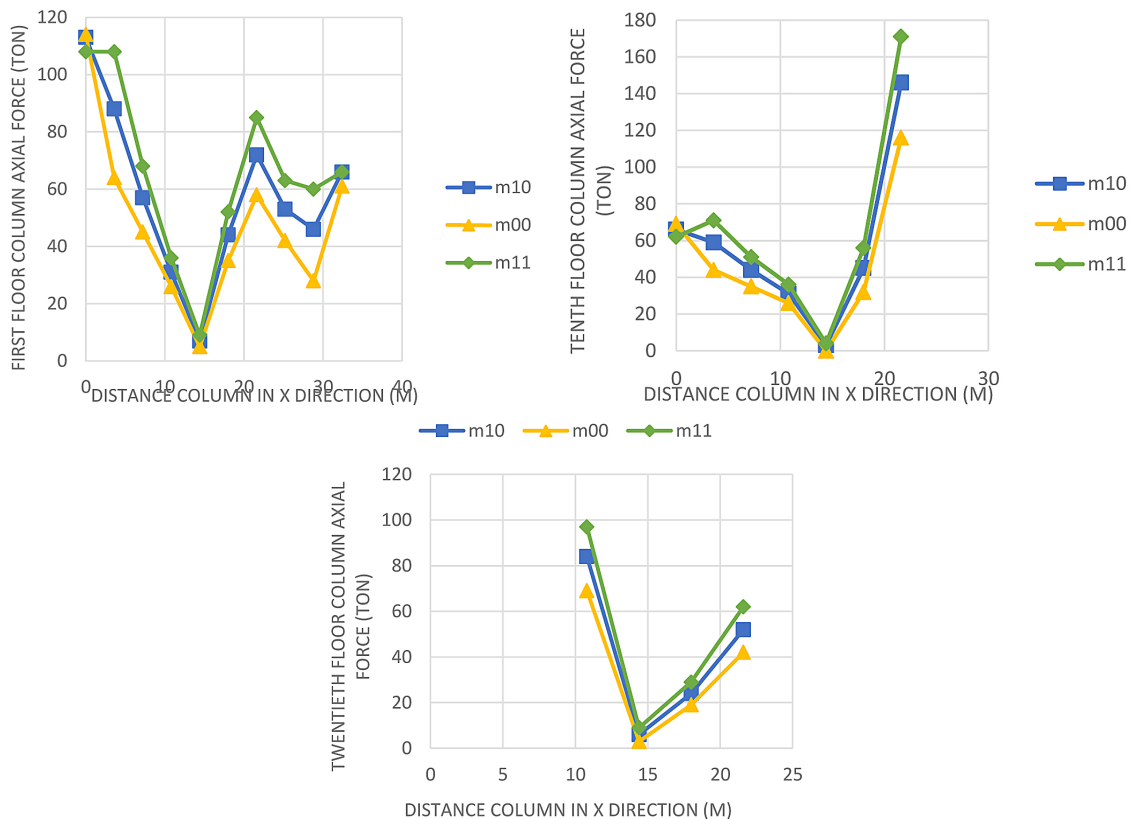 FIRST FLOOR COLUMN AXIAL FORCE (TON)
120
100
80
60
40
20
0
0
10
20
30
40
DISTANCE COLUMN IN X DIRECTION (M)
m10
m00
m11
TENTH FLOOR COLUMN AXIAL FORCE
(TON)
180
160
140
120
100
80
60
40
20
0
0
10
20
30
DISTANCE COLUMN IN X DIRECTION (M)
m10
m00
m11
m10 m00 m11
TWENTIETH FLOOR COLUMN AXIAL
FORCE (TON)
120
100
80
60
40
20
0
0
5
10
15
20
25
DISTANCE COLUMN IN X DIRECTION (M)